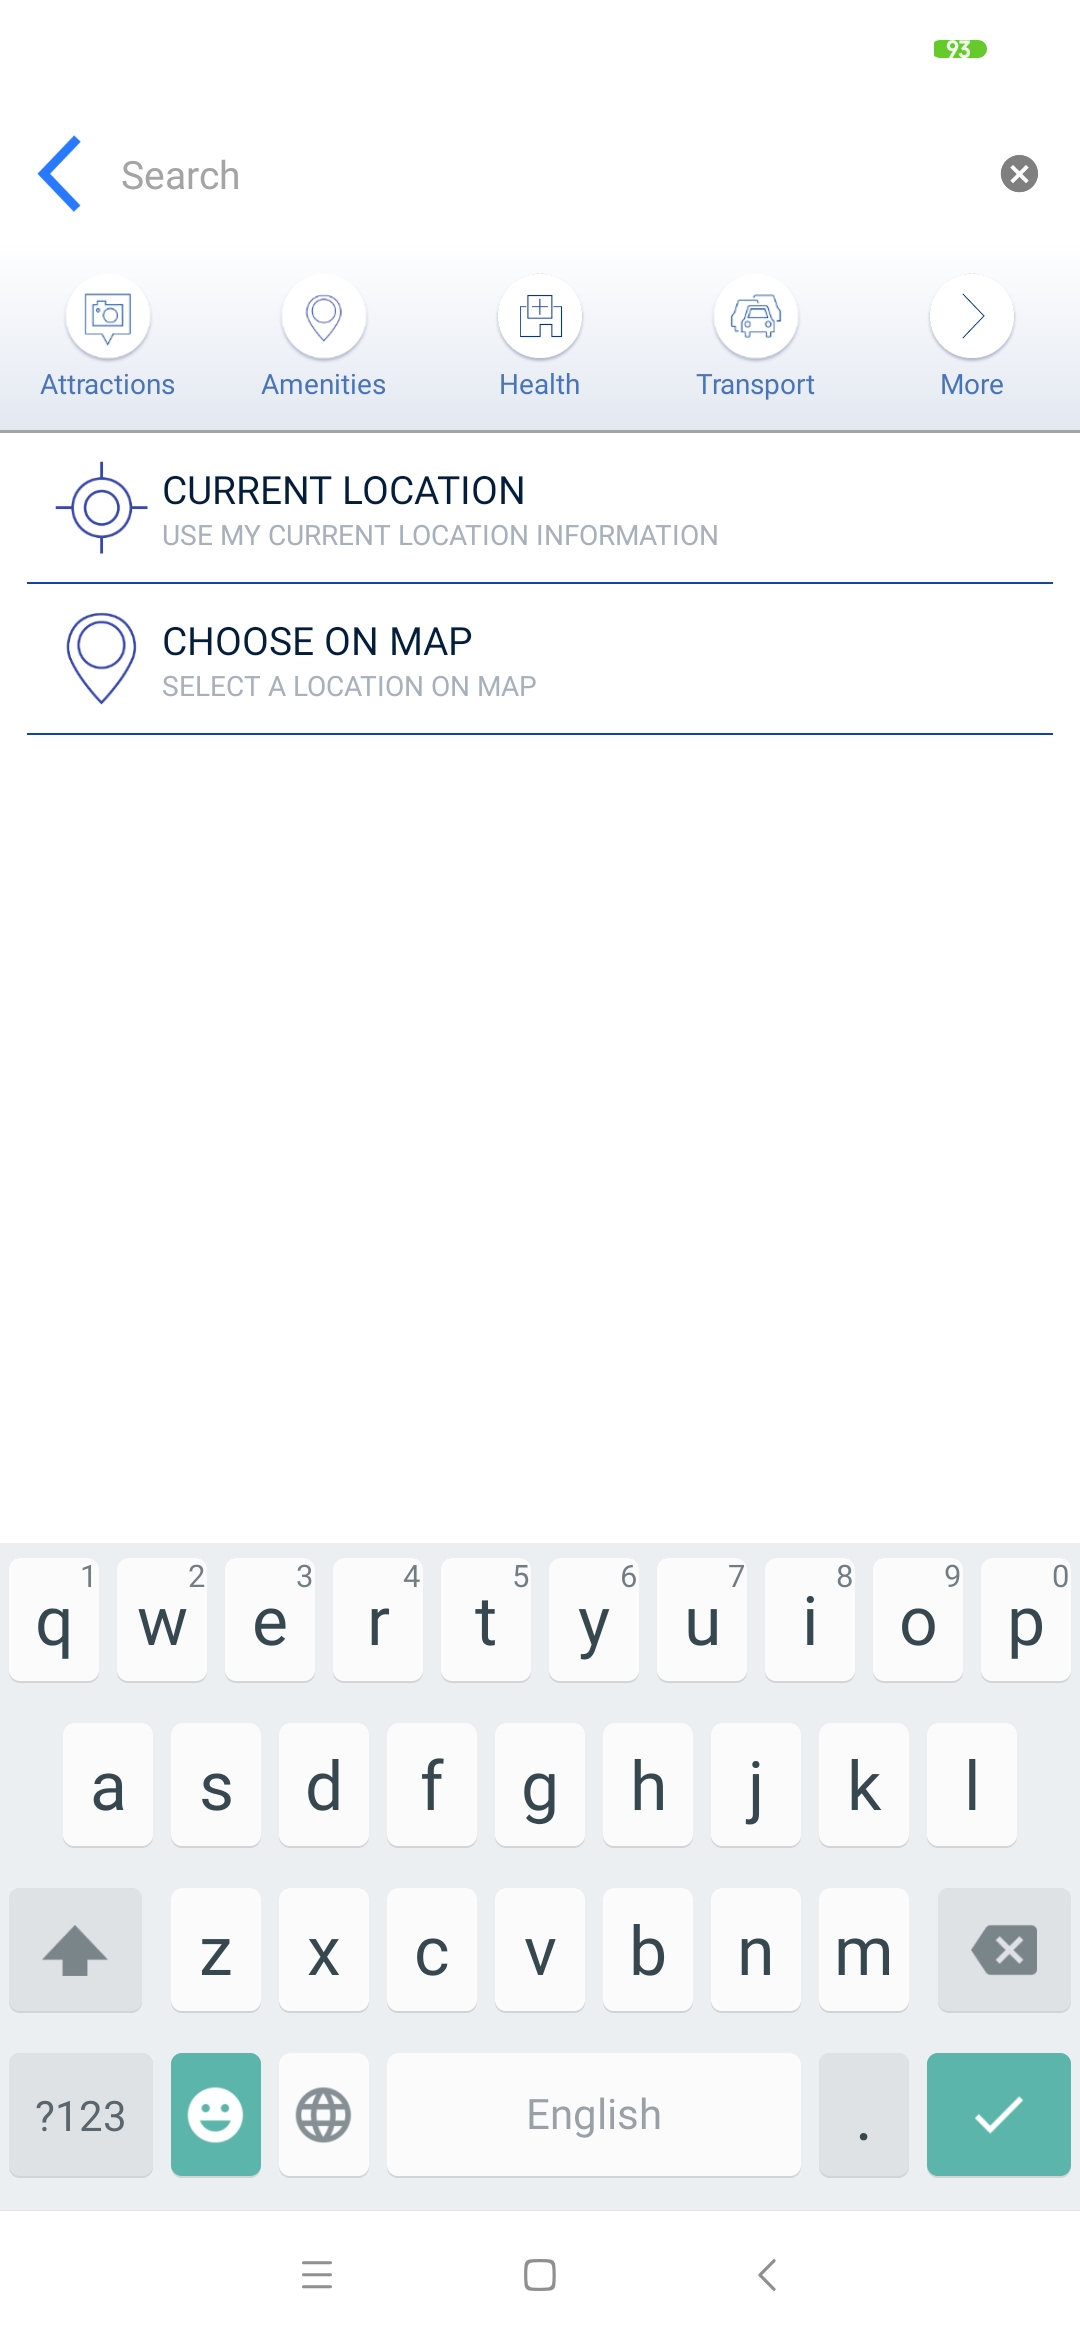 93
Search
Attractions Amenities Health Transport More
CURRENT LOCATION
USE MY CURRENT LOCATION INFORMATION
CHOOSE ON MAP
SELECT A LOCATION ON MAP
1 2 3 4 5 6 7 8 9 0
q w e r t y u i o p
a s d f g h j k l
z x c v b n m
?123 English .